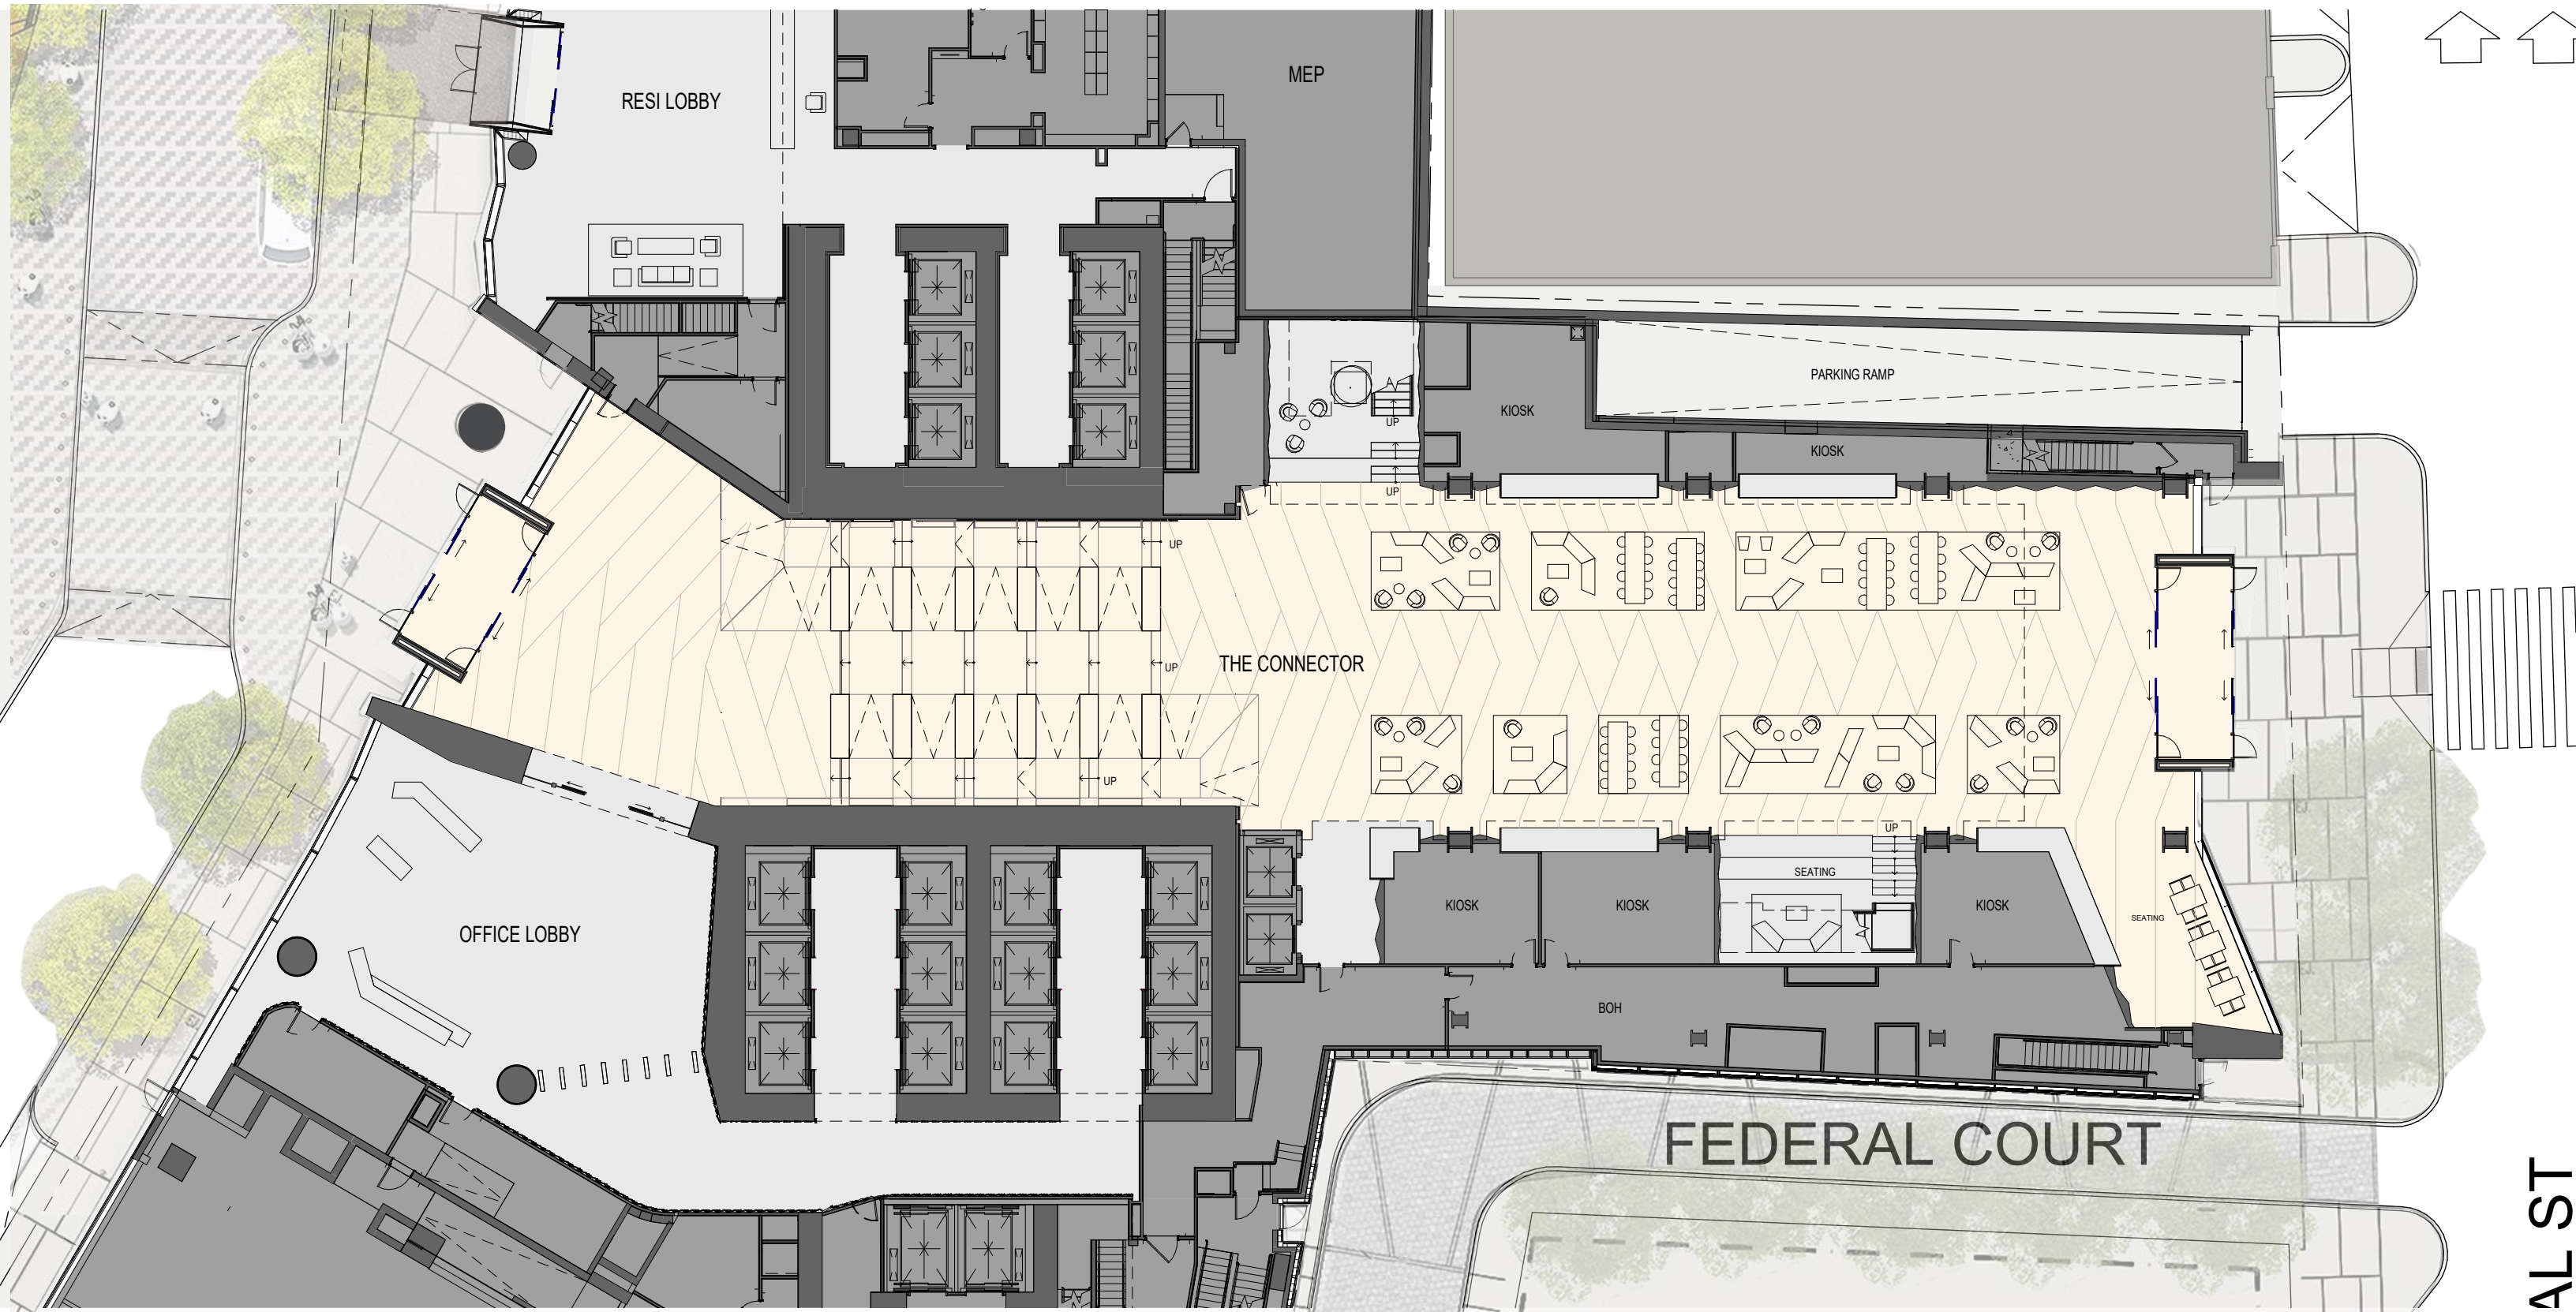 MEP
RESI LOBBY
PARKING RAMP
KIOSK
UP
KIOSK
UP
UP
THE CONNECTOR
UP
UP
UP
SEATING
KIOSK
KIOSK
KIOSK
SEATING
OFFICE LOBBY
BOH
FEDERAL COURT
AL ST